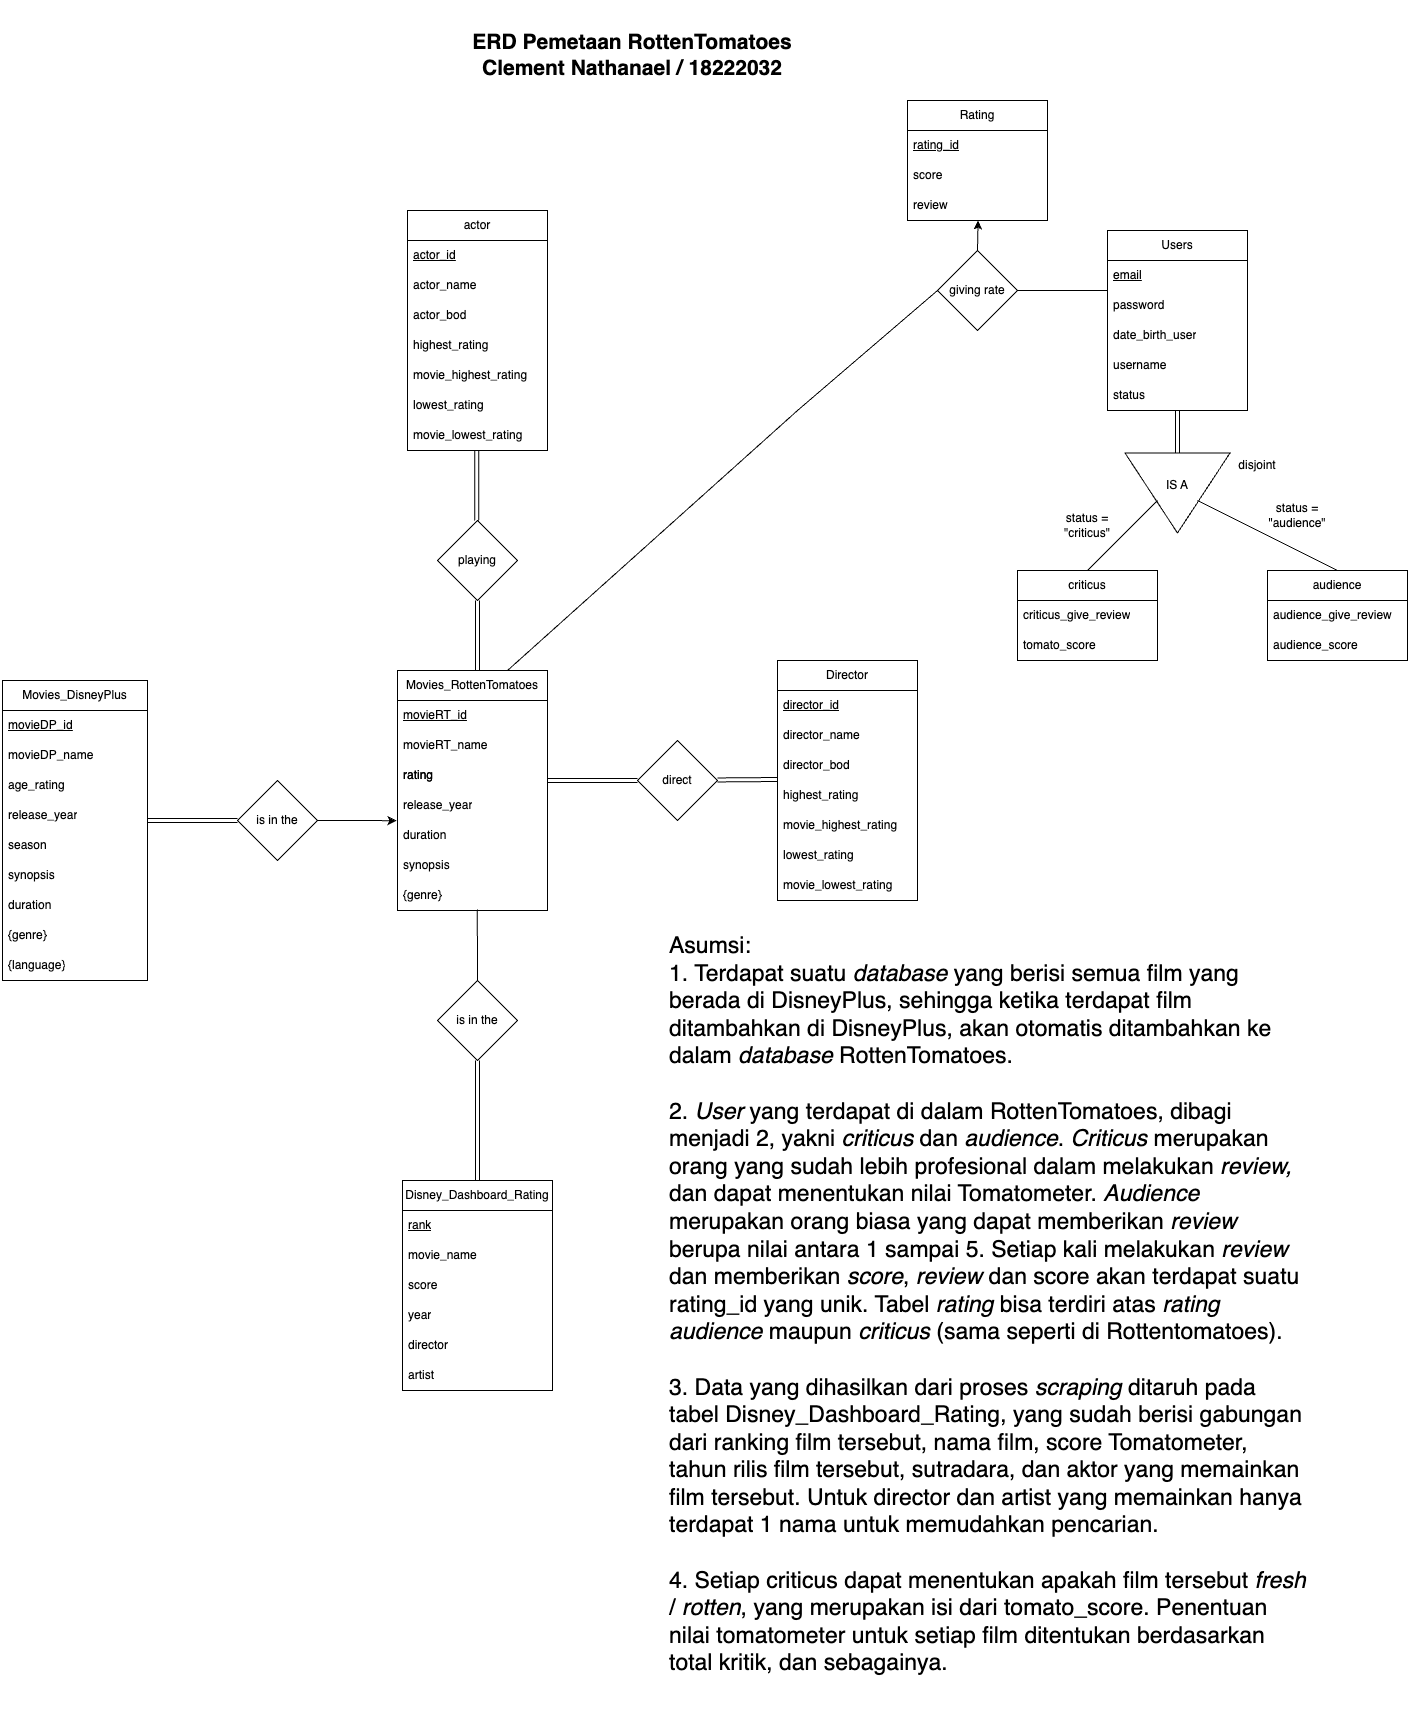 ERD Pemetaan RottenTomatoes
Clement Nathanael / 18222032
Rating
rating_id
score
review
actor
actor_id
actor_name
actor_bod
highest_rating
movie_highest_rating
lowest_rating
movie_lowest_rating
giving rate
Users
email
password
date_birth_user
username
status
IS A
disjoint
status =
"criticus"
status =
"audience"
criticus
criticus_give_review
tomato_score
audience
audience_give_review
audience_score
playing
Movies_DisneyPlus
movieDP_id
movieDP_name
age_rating
release_year
season
synopsis
duration
{genre}
{language}
is in the
Movies_RottenTomatoes
movieRT_id
movieRT_name
rating
release_year
duration
synopsis
{genre}
direct
Director
director_id
director_name
director_bod
highest_rating
movie_highest_rating
lowest_rating
movie_lowest_rating
is in the
Disney_Dashboard_Rating
rank
movie_name
score
year
director
artist
Asumsi:
1. Terdapat suatu database yang berisi semua film yang
berada di DisneyPlus, sehingga ketika terdapat film
ditambahkan di DisneyPlus, akan otomatis ditambahkan ke
dalam database RottenTomatoes.
2. User yang terdapat di dalam RottenTomatoes, dibagi
menjadi 2, yakni criticus dan audience. Criticus merupakan
orang yang sudah lebih profesional dalam melakukan review,
dan dapat menentukan nilai Tomatometer. Audience
merupakan orang biasa yang dapat memberikan review
berupa nilai antara 1 sampai 5. Setiap kali melakukan review
dan memberikan score, review dan score akan terdapat suatu
rating_id yang unik. Tabel rating bisa terdiri atas rating
audience maupun criticus (sama seperti di Rottentomatoes).
3. Data yang dihasilkan dari proses scraping ditaruh pada
tabel Disney_Dashboard_Rating, yang sudah berisi gabungan
dari ranking film tersebut, nama film, score Tomatometer,
tahun rilis film tersebut, sutradara, dan aktor yang memainkan
film tersebut. Untuk director dan artist yang memainkan hanya
terdapat 1 nama untuk memudahkan pencarian.
4. Setiap criticus dapat menentukan apakah film tersebut fresh
/ rotten, yang merupakan isi dari tomato_score. Penentuan
nilai tomatometer untuk setiap film ditentukan berdasarkan
total kritik, dan sebagainya.